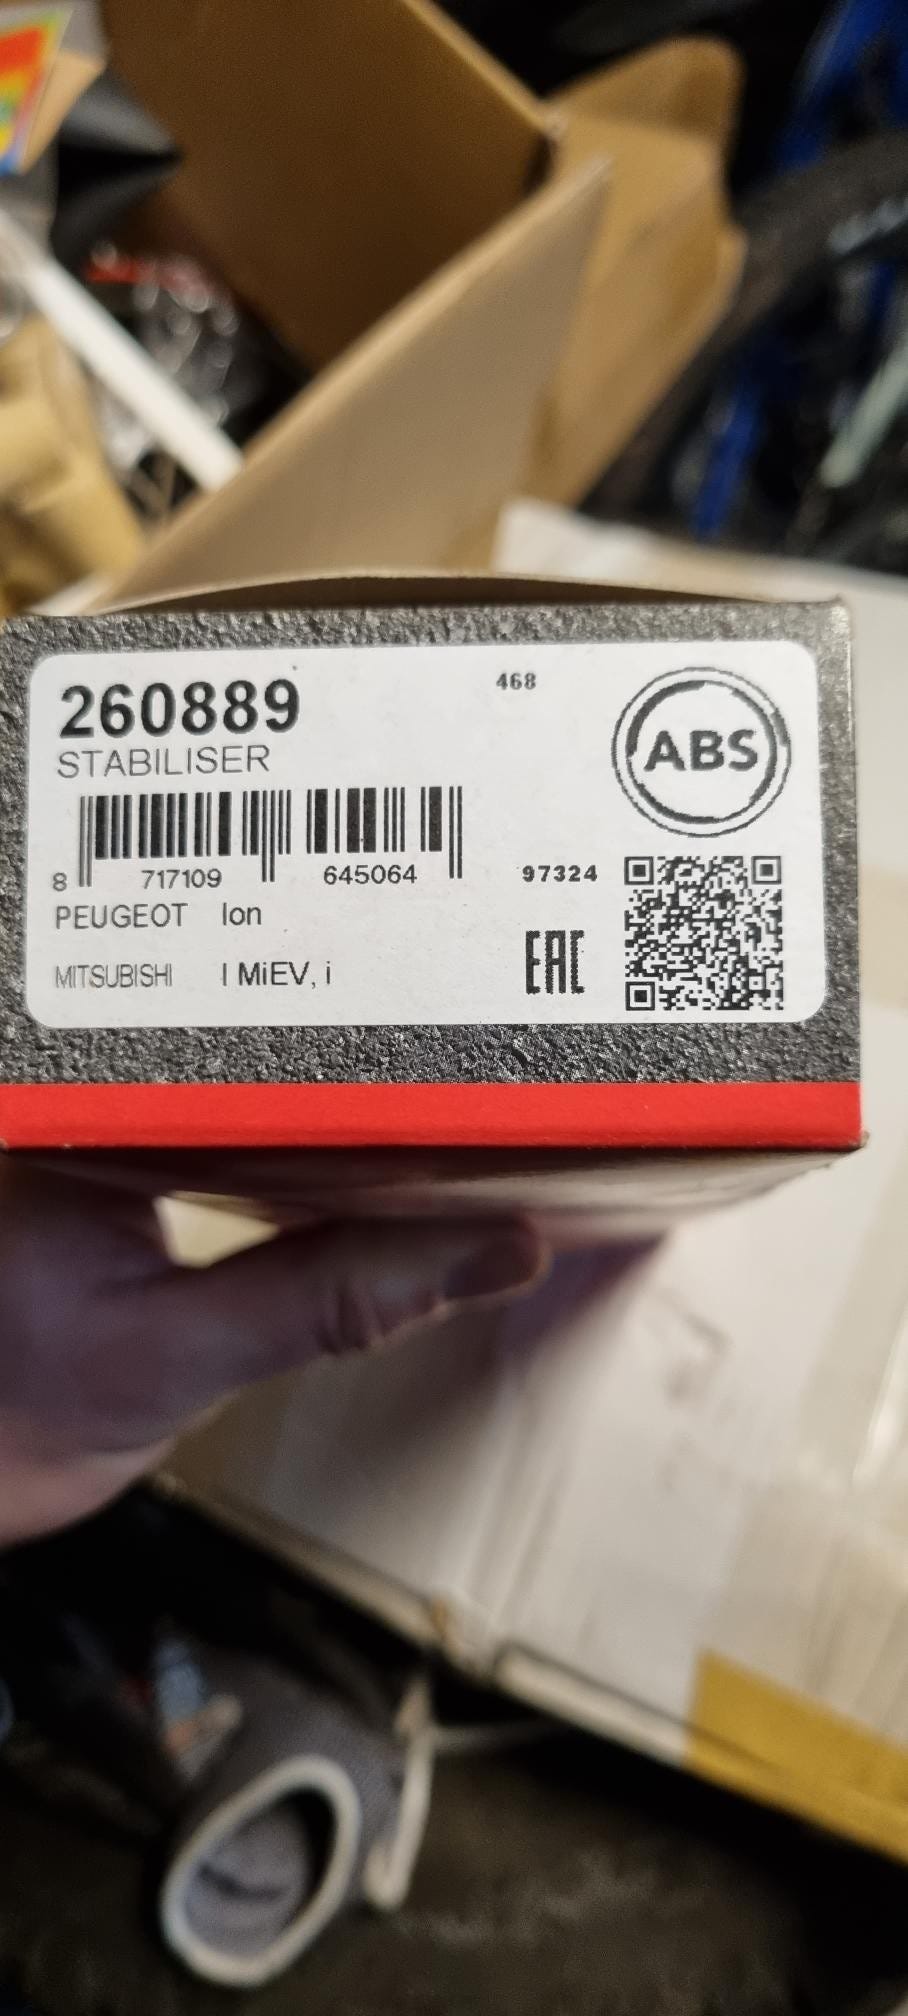 260889
468
STABILISER
ABS
8 717109 645064
97324
PEUGEOT Ion
MITSUBISHI I MiEV, i
EAC